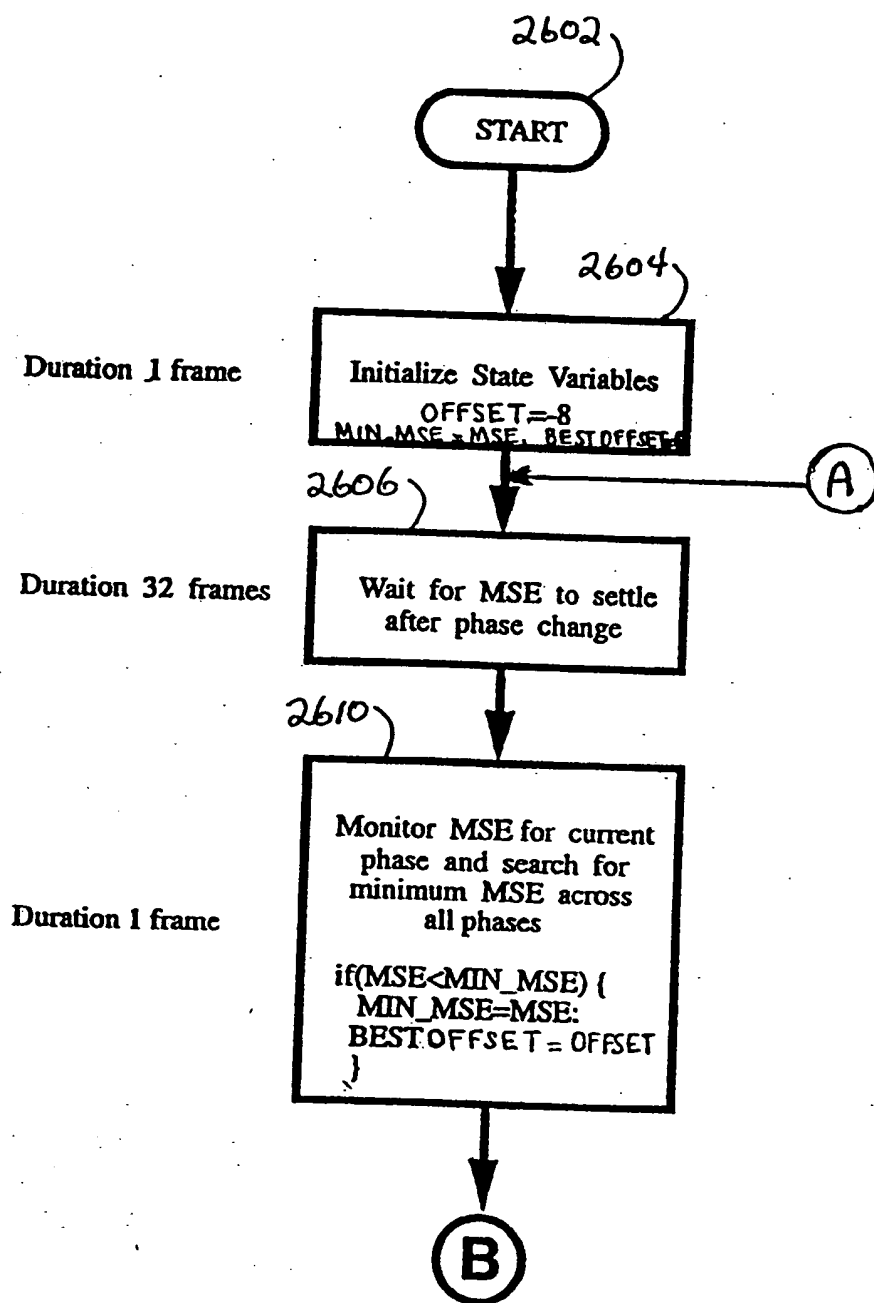 2602
START
2604
Duration 1 frame
Initialize State Variables
OFFSET=-8
MIN_MSE = MSE, BEST OFFSET=
A
2606
Duration 32 frames
Wait for MSE to settle
after phase change
2610
Monitor MSE for current
phase and search for
minimum MSE across
all phases
Duration 1 frame
if(MSE<MIN_MSE) {
MIN_MSE=MSE:
BEST OFFSET = OFFSET
}
B